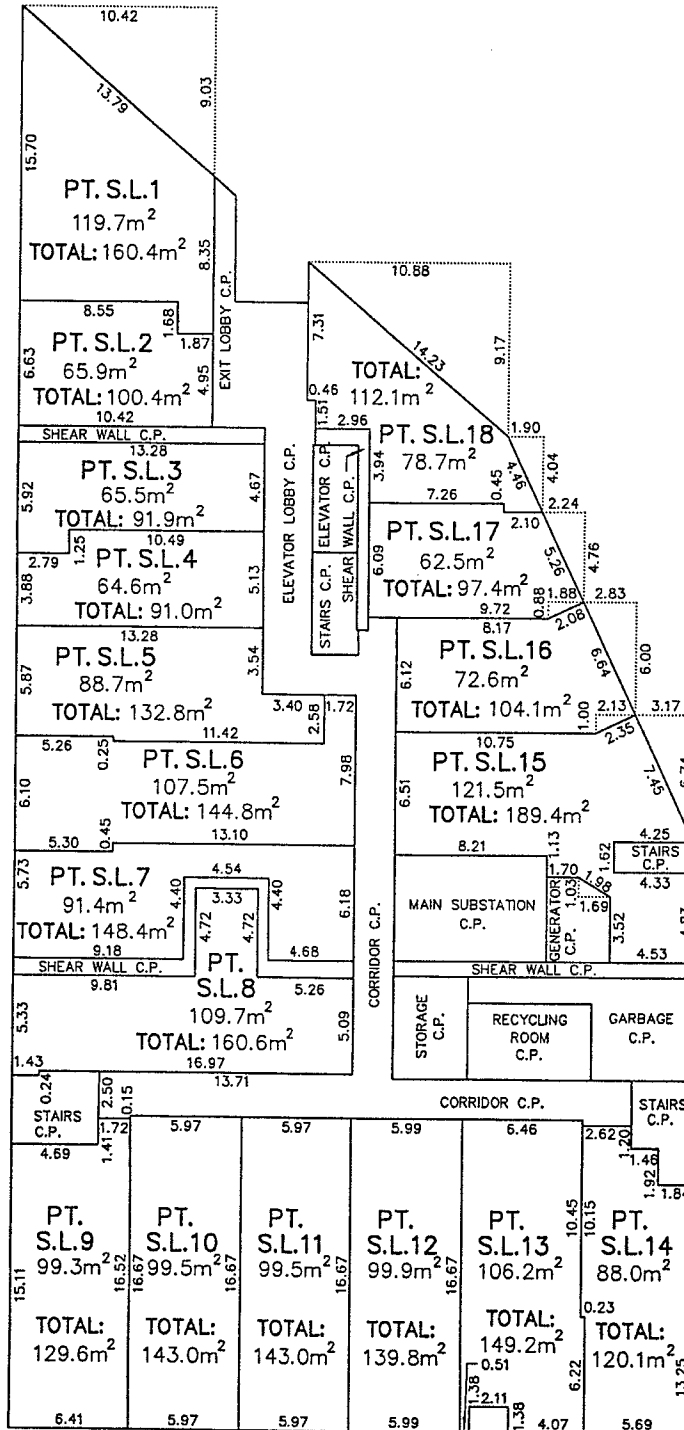 10.42
13.79
9.03
15.70
PT. S.L.1
119.7m²
TOTAL: 160.4m²
8.35
8.55
1.68
1.87
EXIT LOBBY C.P.
PT. S.L.2
65.9m²
TOTAL: 100.4m²
6.63
4.95
10.42
SHEAR WALL C.P.
13.28
PT. S.L.3
65.5m²
TOTAL: 91.9m²
5.92
4.67
10.49
1.25
2.79
PT. S.L.4
64.6m²
TOTAL: 91.0m²
3.88
5.13
13.28
PT. S.L.5
88.7m²
TOTAL: 132.8m²
5.87
3.54
3.40
1.72
2.58
11.42
5.26
0.25
PT. S.L.6
107.5m²
TOTAL: 144.8m²
6.10
7.98
0.45
13.10
5.30
PT. S.L.7
91.4m²
TOTAL: 148.4m²
5.73
4.54
4.40
3.33
4.40
4.72
4.72
6.18
9.18
4.68
SHEAR WALL C.P.
9.81
5.26
PT.
S.L.8
109.7m²
TOTAL: 160.6m²
5.33
5.09
16.97
1.43
13.71
0.24
2.50
0.15
STAIRS
C.P.
4.69
1.41
1.72
ELEVATOR LOBBY C.P.
ELEVATOR C.P.
SHEAR WALL C.P.
STAIRS C.P.
CORRIDOR C.P.
10.88
14.23
9.17
7.31
0.46
1.51
2.96
TOTAL:
112.1m²
PT. S.L.18
78.7m²
3.94
1.90
4.46
4.04
0.45
7.26
2.10
2.24
PT. S.L.17
62.5m²
TOTAL: 97.4m²
6.09
5.26
4.76
9.72
0.88
1.88
2.83
8.17
2.08
PT. S.L.16
72.6m²
TOTAL: 104.1m²
6.12
6.64
6.00
1.00
2.13
3.17
10.75
2.35
PT. S.L.15
121.5m²
TOTAL: 189.4m²
6.51
7.45
6.74
8.21
1.13
1.62
4.25
STAIRS
C.P.
4.33
1.70
1.98
1.03
1.69
3.52
MAIN SUBSTATION
C.P.
GENERATOR
C.P.
4.53
SHEAR WALL C.P.
STORAGE
C.P.
RECYCLING
ROOM
C.P.
GARBAGE
C.P.
CORRIDOR C.P.
STAIRS
C.P.
5.97
5.97
5.99
6.46
2.62
1.20
1.46
1.92
1.84
PT.
S.L.9
99.3m²
TOTAL:
129.6m²
15.11
16.52
6.41
PT.
S.L.10
99.5m²
TOTAL:
143.0m²
16.67
16.67
5.97
PT.
S.L.11
99.5m²
TOTAL:
143.0m²
16.67
5.97
PT.
S.L.12
99.9m²
TOTAL:
139.8m²
16.67
5.99
PT.
S.L.13
106.2m²
TOTAL:
149.2m²
10.45
10.15
0.23
6.22
0.51
1.38
2.11
1.38
4.07
PT.
S.L.14
88.0m²
TOTAL:
120.1m²
13.25
5.69